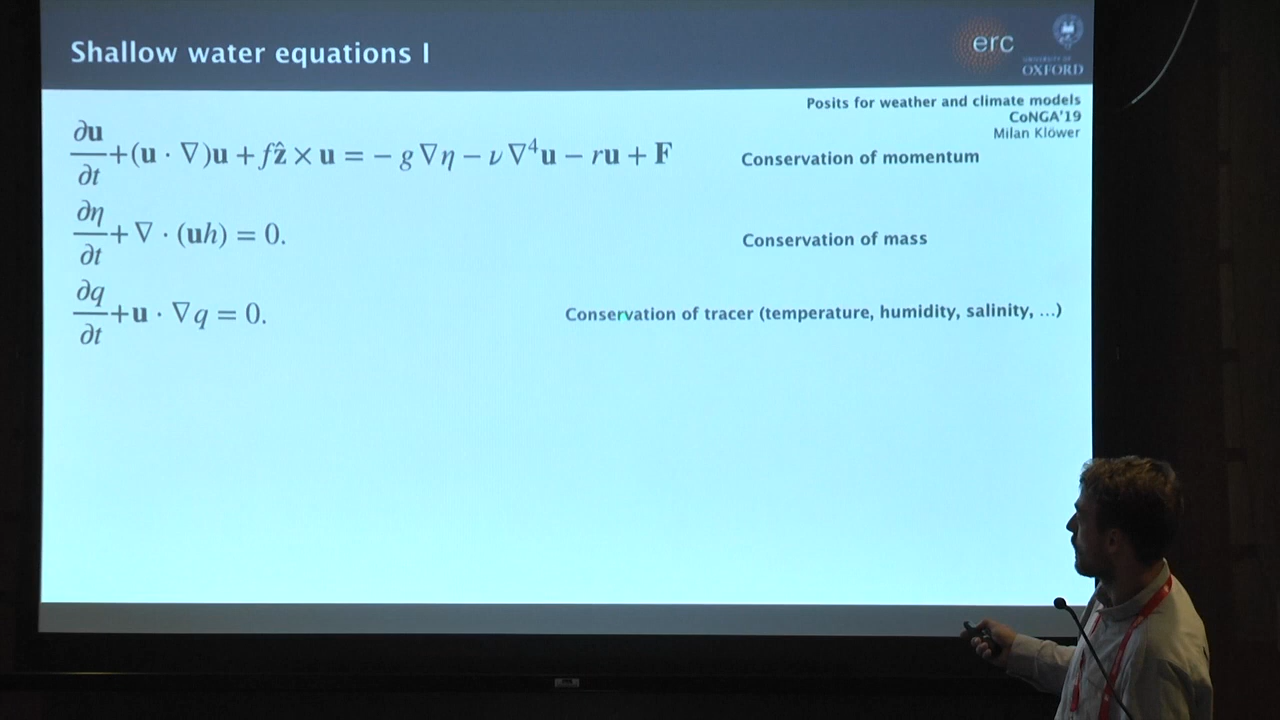 Shallow water equations I
erc
UNIVERSITY OF
OXFORD
Posits for weather and climate models
CoNGA'19
Milan Klöwer
∂u/∂t +(u · ∇)u + fẑ × u = − g∇η − ν∇⁴u − ru + F
Conservation of momentum
∂η/∂t + ∇ · (uh) = 0.
Conservation of mass
∂q/∂t +u · ∇q = 0.
Conservation of tracer (temperature, humidity, salinity, ...)